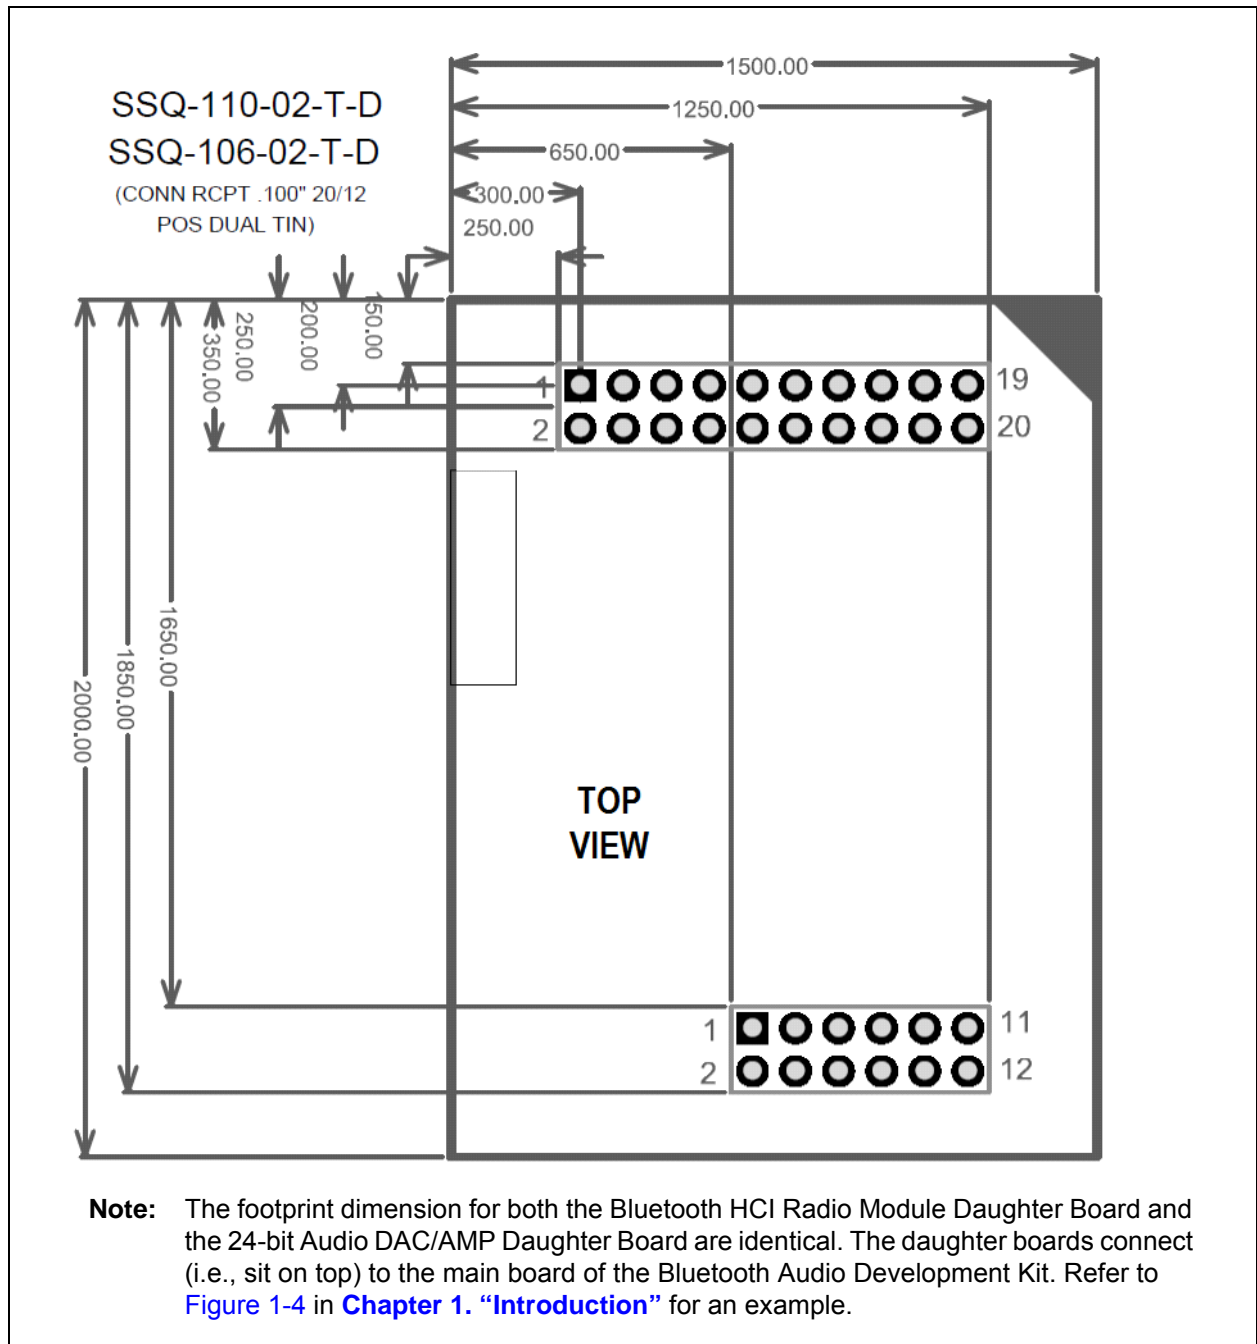 1500.00
1250.00
650.00
300.00
250.00
SSQ-110-02-T-D
SSQ-106-02-T-D
(CONN RCPT .100" 20/12
POS DUAL TIN)
150.00
200.00
250.00
350.00
1650.00
1850.00
2000.00
1
19
2
20
TOP
VIEW
1
11
2
12
Note: The footprint dimension for both the Bluetooth HCI Radio Module Daughter Board and
the 24-bit Audio DAC/AMP Daughter Board are identical. The daughter boards connect
(i.e., sit on top) to the main board of the Bluetooth Audio Development Kit. Refer to
Figure 1-4 in Chapter 1. “Introduction” for an example.